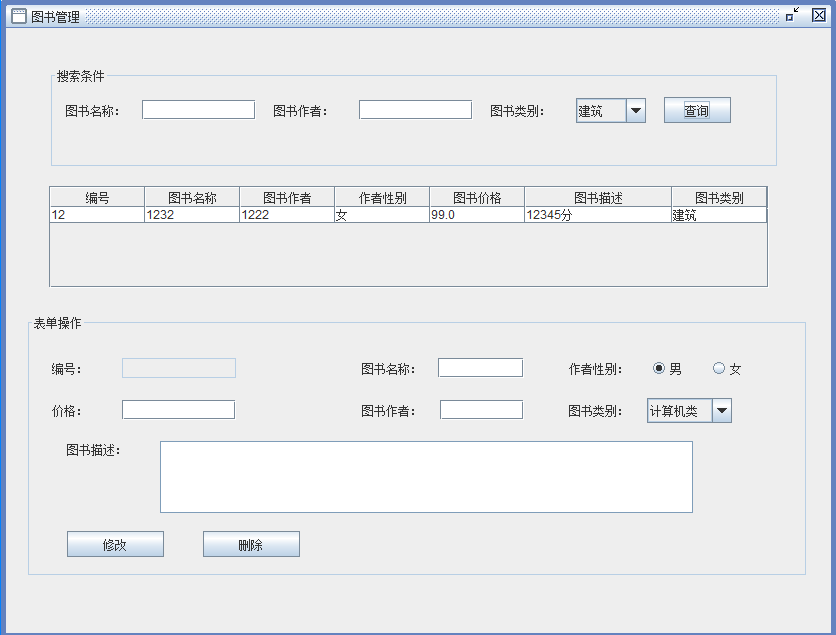 图书管理
搜索条件
图书名称： 图书作者： 图书类别： 建筑 查询
编号 图书名称 图书作者 作者性别 图书价格 图书描述 图书类别
12 1232 1222 女 99.0 12345分 建筑
表单操作
编号： 图书名称： 作者性别： 男 女
价格： 图书作者： 图书类别： 计算机类
图书描述：
修改 删除